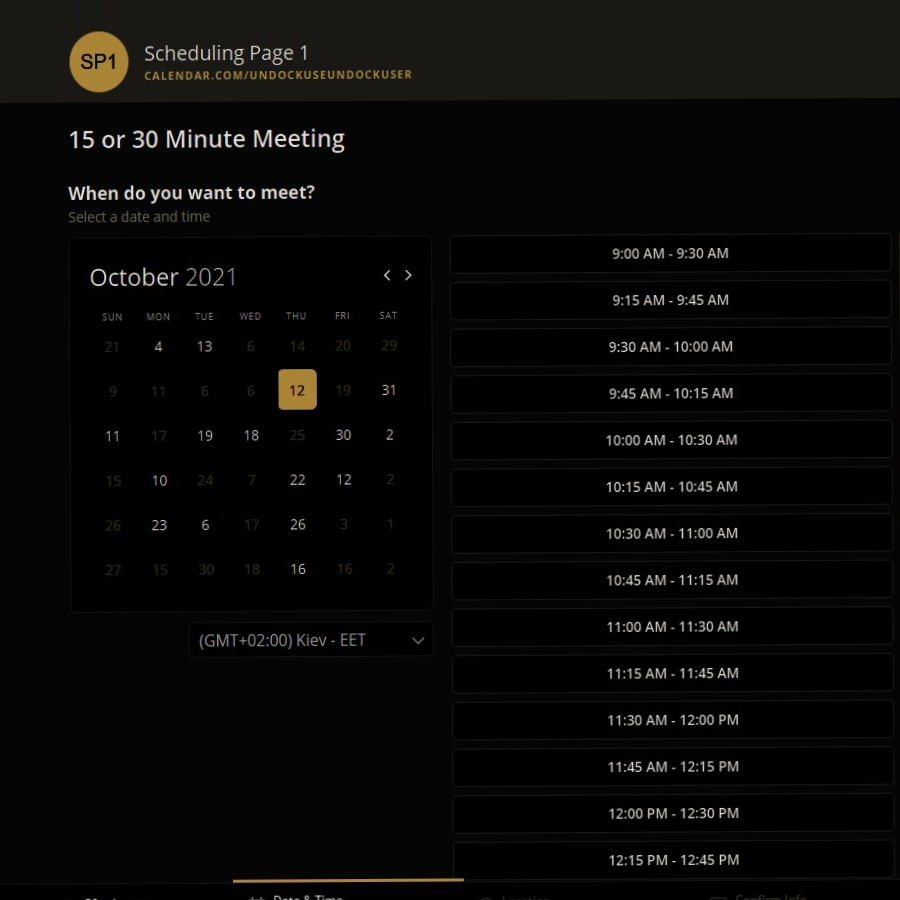 SP1
Scheduling Page 1
CALENDAR.COM/UNDOCKUSEUNDOCKUSER
15 or 30 Minute Meeting
When do you want to meet?
Select a date and time
October 2021
SUN MON TUE WED THU FRI SAT
21 4 13 6 14 20 29
9 11 6 6 12 19 31
11 17 19 18 25 30 2
15 10 24 7 22 12 2
26 23 6 17 26 3 1
27 15 30 18 16 16 2
(GMT+02:00) Kiev - EET
9:00 AM - 9:30 AM
9:15 AM - 9:45 AM
9:30 AM - 10:00 AM
9:45 AM - 10:15 AM
10:00 AM - 10:30 AM
10:15 AM - 10:45 AM
10:30 AM - 11:00 AM
10:45 AM - 11:15 AM
11:00 AM - 11:30 AM
11:15 AM - 11:45 AM
11:30 AM - 12:00 PM
11:45 AM - 12:15 PM
12:00 PM - 12:30 PM
12:15 PM - 12:45 PM
Date & Time
Location
Confirm Info